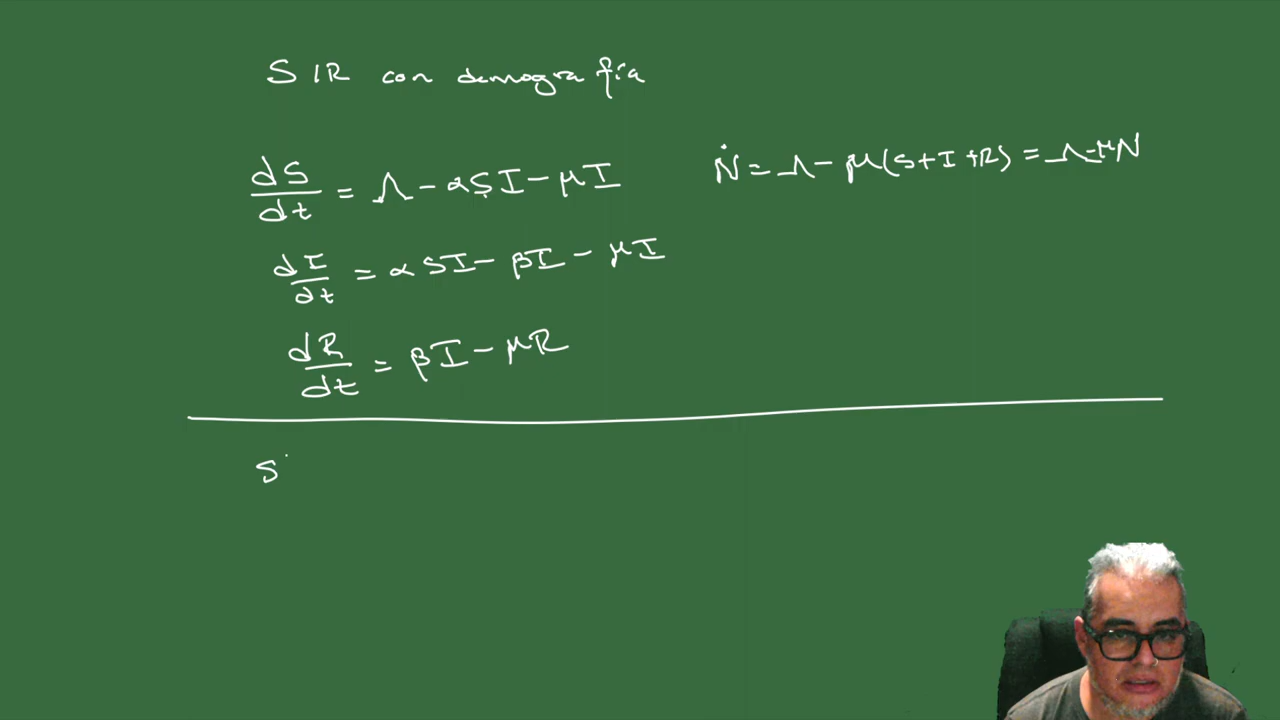 SIR con demografía
dS/dt = Λ - αSI - μI
Ṅ = Λ - μ(S+I+R) = Λ-μN
dI/dt = αSI - βI - μI
dR/dt = βI - μR
S